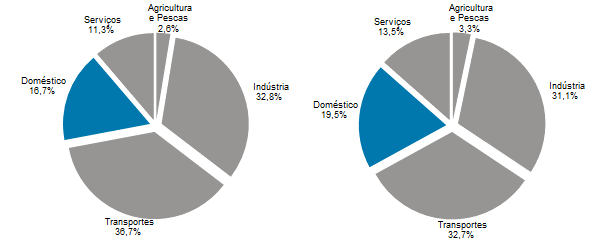 Agricultura
e Pescas
2,6%
Serviços
11,3%
Doméstico
16,7%
Indústria
32,8%
Transportes
36,7%
Agricultura
e Pescas
3,3%
Serviços
13,5%
Doméstico
19,5%
Indústria
31,1%
Transportes
32,7%